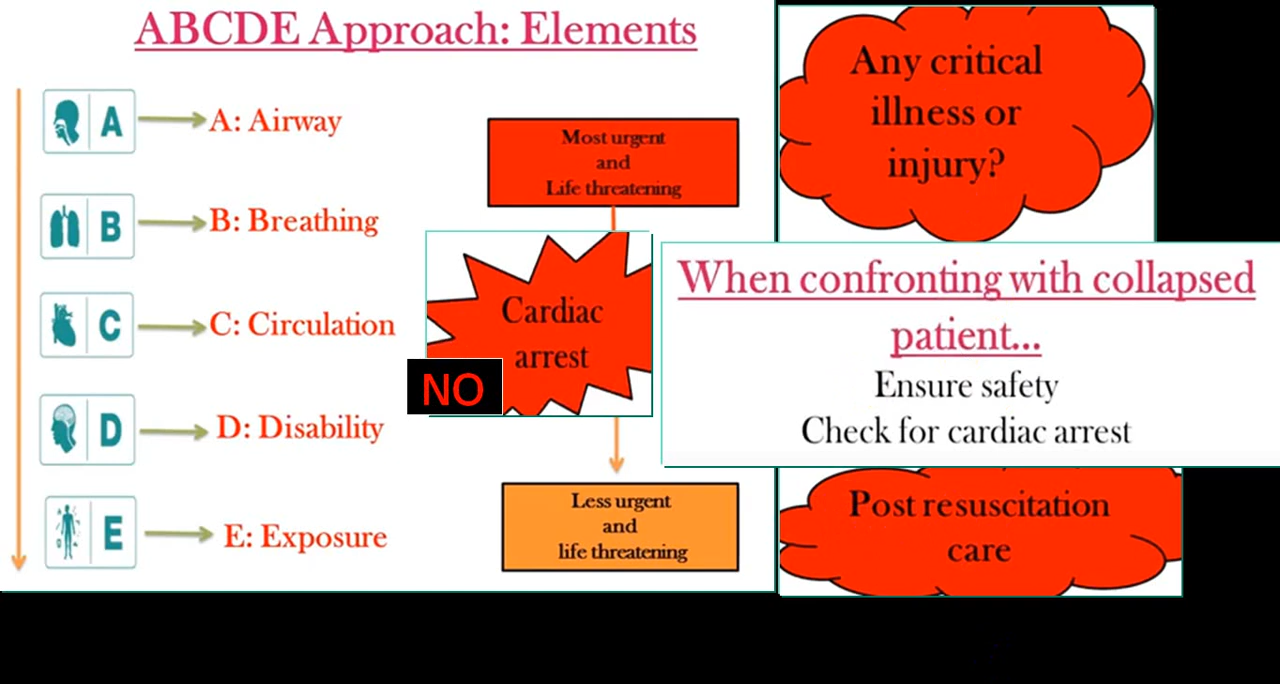 ABCDE Approach: Elements
A
A: Airway
B
B: Breathing
C
C: Circulation
D
D: Disability
E
E: Exposure
Most urgent
and
Life threatening
Cardiac
arrest
NO
Less urgent
and
life threatening
Any critical
illness or
injury?
When confronting with collapsed
patient...
Ensure safety
Check for cardiac arrest
Post resuscitation
care